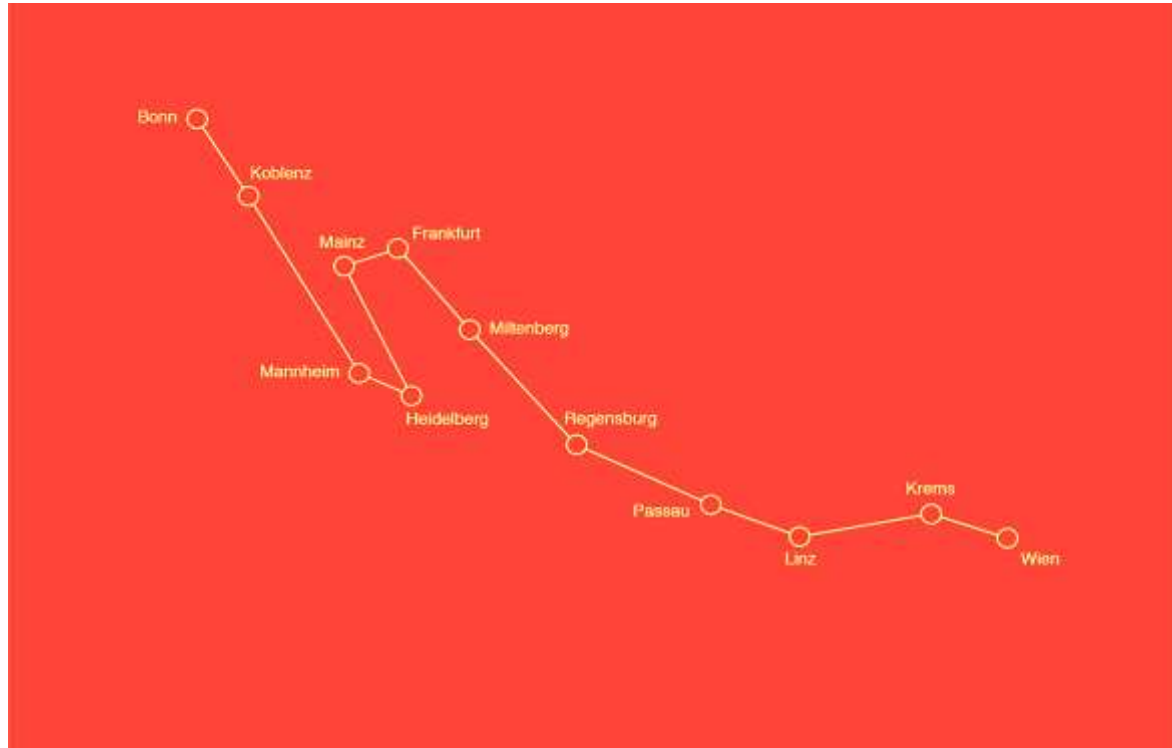 Bonn
Koblenz
Frankfurt
Mainz
Miltenberg
Mannheim
Heidelberg
Regensburg
Krems
Passau
Linz
Wien